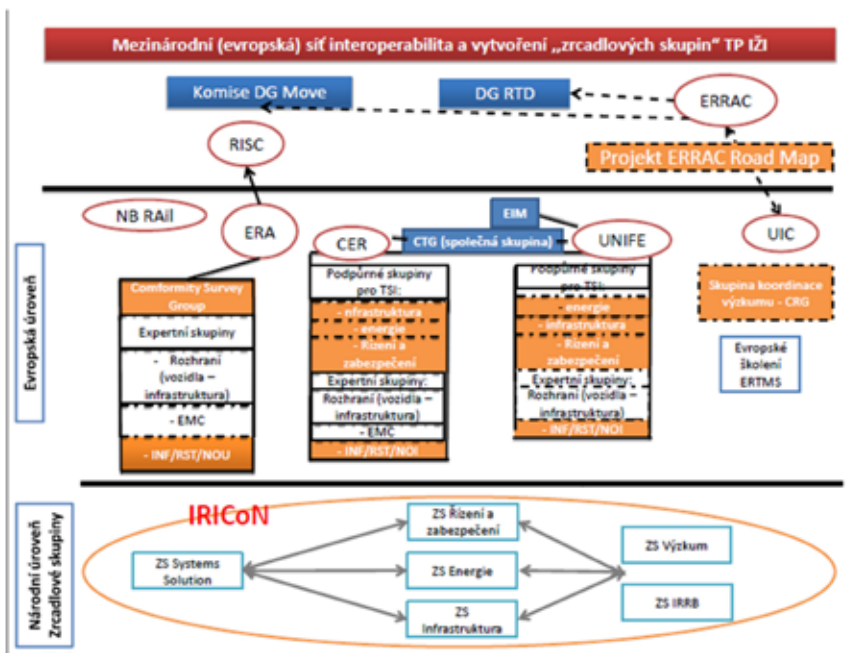 Mezinárodní (evropská) síť interoperabilita a vytvoření „zrcadlových skupin“ TP IŽI
Komise DG Move
DG RTD
ERRAC
RISC
Projekt ERRAC Road Map
Evropská úroveň
NB RAil
ERA
CER
EIM
CTG (společná skupina)
UNIFE
UIC
Comformity Survey
Group
Expertní skupiny
- Rozhraní
(vozidla –
infrastruktura)
- EMC
- INF/RST/NOU
Podpůrné skupiny
pro TSI:
- nfrastruktura
- energie
- Řízení a
zabezpečení
Expertní skupiny:
Rozhraní (vozidla –
infrastruktura)
- EMC
- INF/RST/NOI
Podpůrné skupiny
pro TSI:
- energie
- infrastruktura
- Řízení a
zabezpečení
Expertní skupiny:
Rozhraní (vozidla
– infrastruktura)
- INF/RST/NOI
Skupina koordinace
výzkumu - CRG
Evropské
školení
ERTMS
Národní úroveň
Zrcadlové skupiny
IRICoN
ZS Systems
Solution
ZS Řízení a
zabezpečení
ZS Energie
ZS
Infrastruktura
ZS Výzkum
ZS IRRB